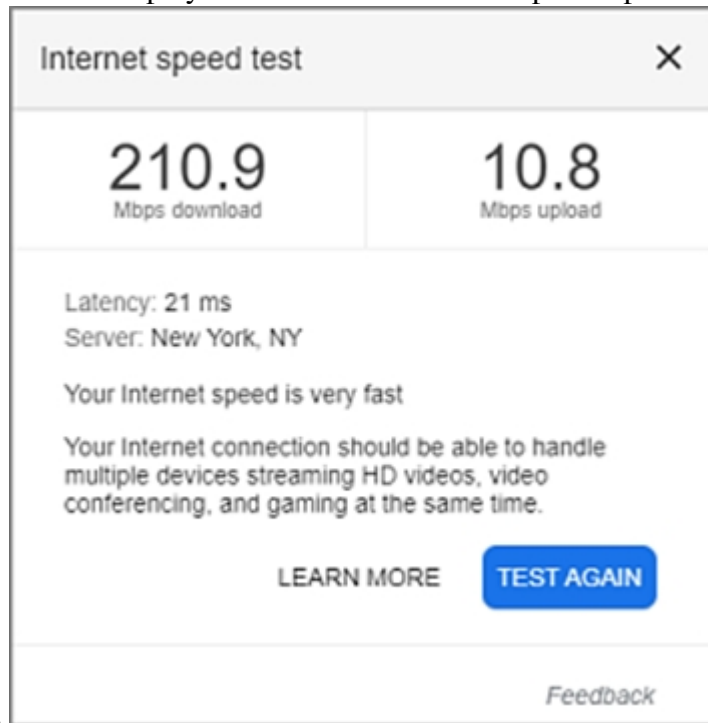 Internet speed test
210.9
Mbps download
10.8
Mbps upload
Latency: 21 ms
Server: New York, NY
Your Internet speed is very fast
Your Internet connection should be able to handle
multiple devices streaming HD videos, video
conferencing, and gaming at the same time.
LEARN MORE
TEST AGAIN
Feedback